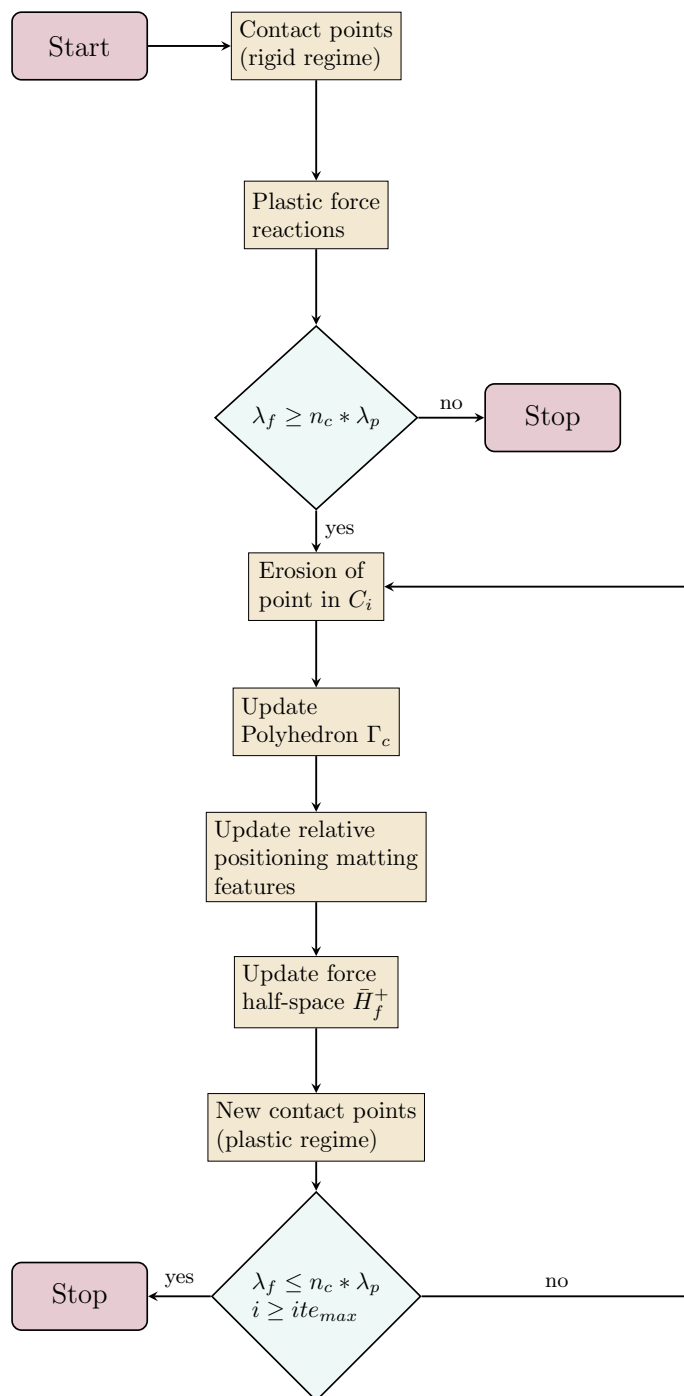 Start
Contact points
(rigid regime)
Plastic force
reactions
λ_f ≥ n_c * λ_p
no
Stop
yes
Erosion of
point in C_i
Update
Polyhedron Γ_c
Update relative
positioning matting
features
Update force
half-space H̄_f^+
New contact points
(plastic regime)
λ_f ≤ n_c * λ_p
i ≥ ite_max
yes
Stop
no